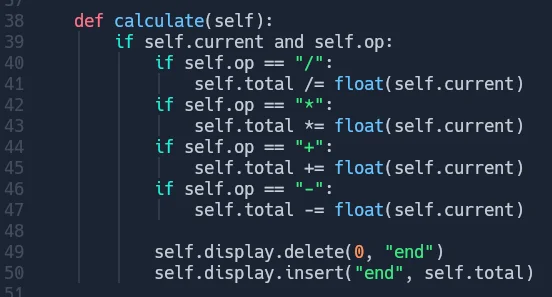 38 def calculate(self):
39 if self.current and self.op:
40 if self.op == "/":
41 self.total /= float(self.current)
42 if self.op == "*":
43 self.total *= float(self.current)
44 if self.op == "+":
45 self.total += float(self.current)
46 if self.op == "-":
47 self.total -= float(self.current)
48
49 self.display.delete(0, "end")
50 self.display.insert("end", self.total)
51